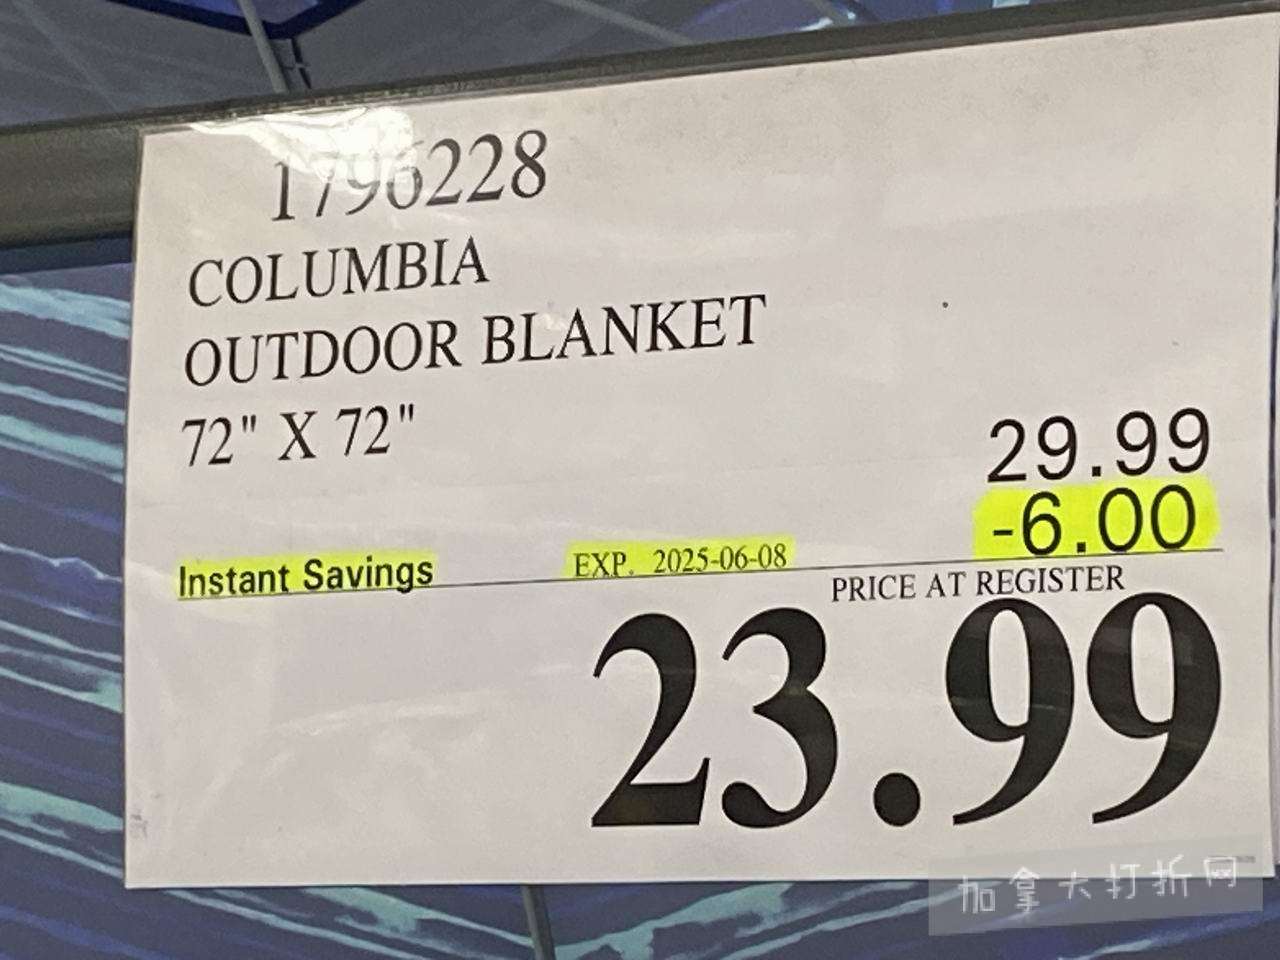 1796228
COLUMBIA
OUTDOOR BLANKET
72" X 72"
29.99
-6.00
Instant Savings EXP. 2025-06-08
PRICE AT REGISTER
23.99
加拿大打折网